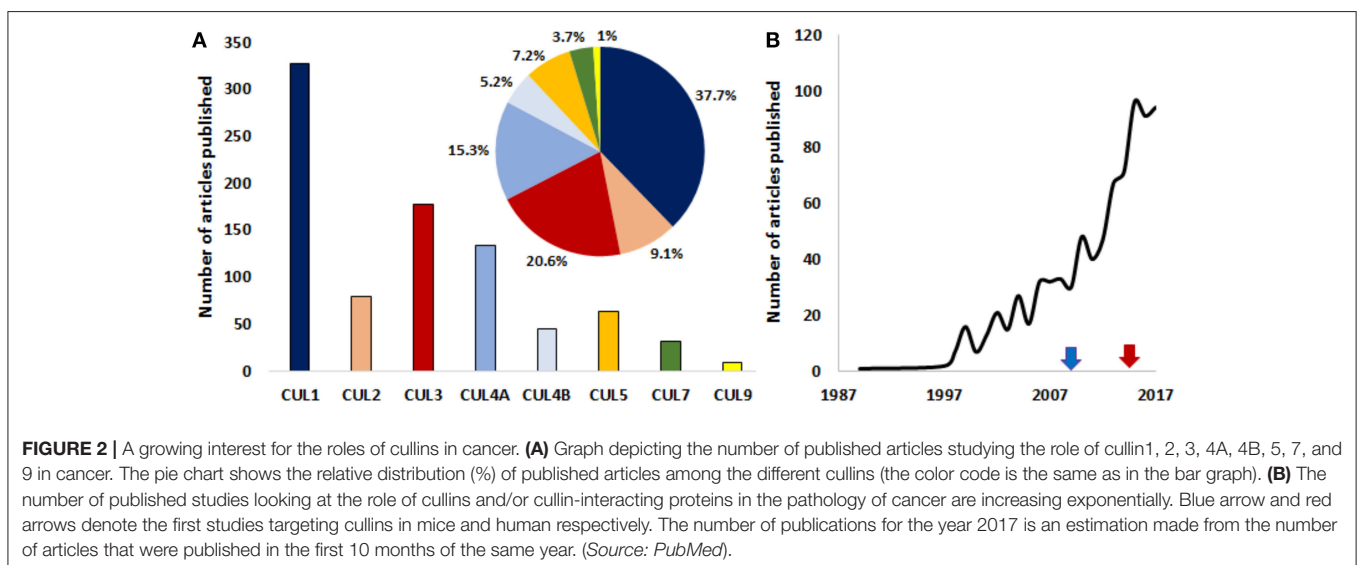 A
Number of articles published
350
300
250
200
150
100
50
0
CUL1 CUL2 CUL3 CUL4A CUL4B CUL5 CUL7 CUL9
37.7%
9.1%
20.6%
15.3%
5.2%
7.2%
3.7%
1%
B
Number of articles published
120
100
80
60
40
20
0
1987 1997 2007 2017
FIGURE 2 | A growing interest for the roles of cullins in cancer. (A) Graph depicting the number of published articles studying the role of cullin1, 2, 3, 4A, 4B, 5, 7, and
9 in cancer. The pie chart shows the relative distribution (%) of published articles among the different cullins (the color code is the same as in the bar graph). (B) The
number of published studies looking at the role of cullins and/or cullin-interacting proteins in the pathology of cancer are increasing exponentially. Blue arrow and red
arrows denote the first studies targeting cullins in mice and human respectively. The number of publications for the year 2017 is an estimation made from the number
of articles that were published in the first 10 months of the same year. (Source: PubMed).